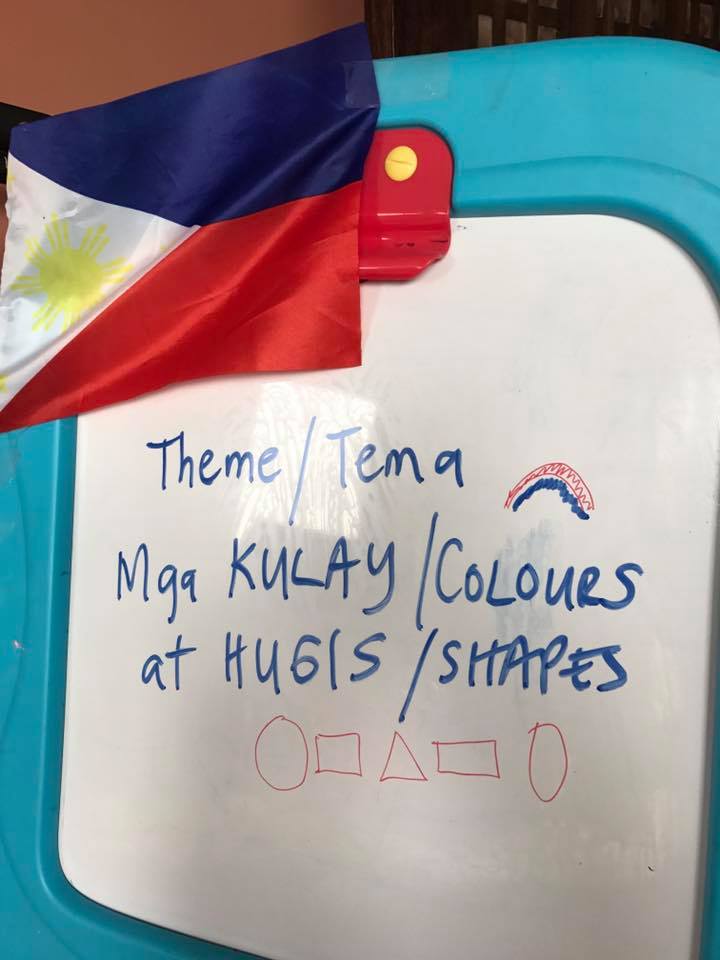 Theme/Tema
Mga KULAY/COLOURS
at HUGIS/SHAPES